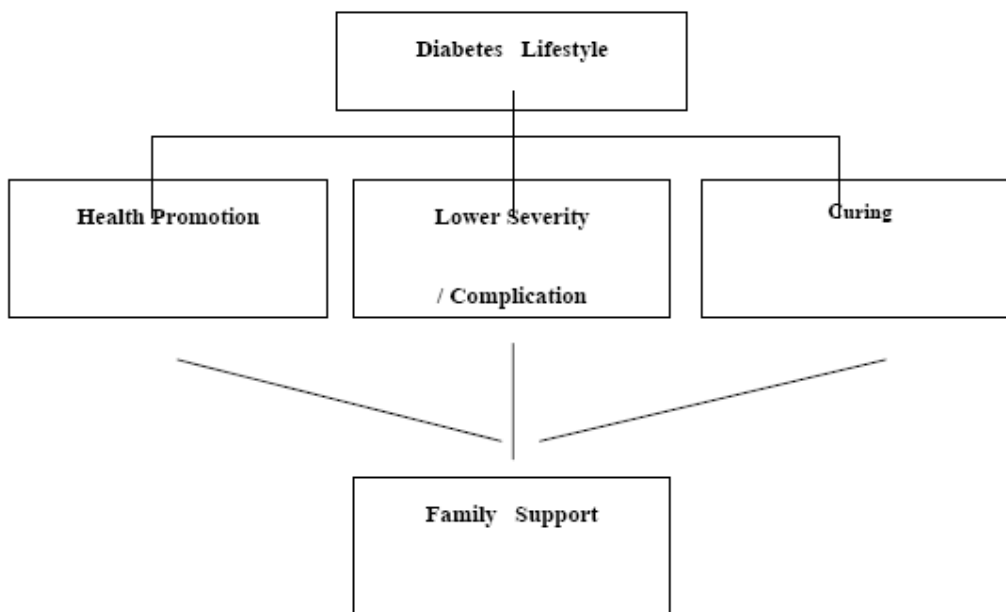 Diabetes Lifestyle
Health Promotion
Lower Severity
/ Complication
Curing
Family Support